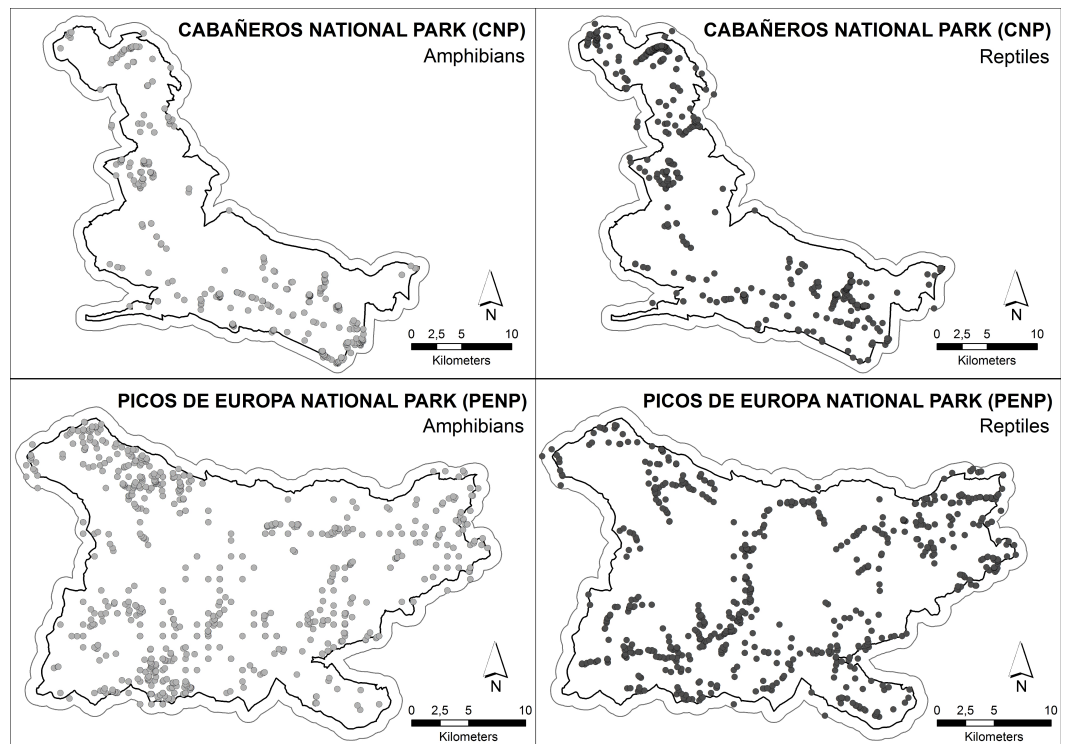 CABAÑEROS NATIONAL PARK (CNP)
Amphibians
N
0 2,5 5 10
Kilometers
CABAÑEROS NATIONAL PARK (CNP)
Reptiles
N
0 2,5 5 10
Kilometers
PICOS DE EUROPA NATIONAL PARK (PENP)
Amphibians
N
0 2,5 5 10
Kilometers
PICOS DE EUROPA NATIONAL PARK (PENP)
Reptiles
N
0 2,5 5 10
Kilometers